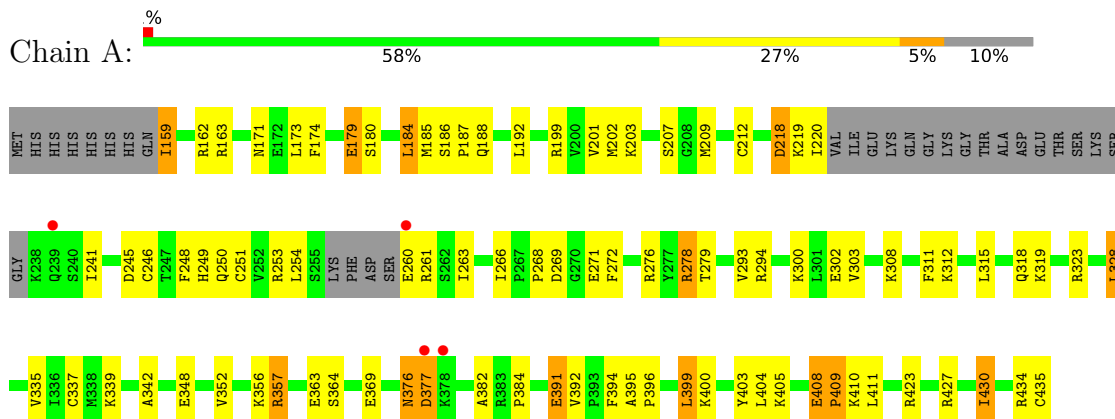 .%
Chain A:
58% 27% 5% 10%
MET HIS HIS HIS HIS HIS HIS GLN I159 R162 R163 N171 E172 L173 F174 E179 S180 L184 M185 S186 P187 Q188 L192 R199 V200 V201 M202 K203 S207 G208 M209 C212 D218 K219 I220 VAL ILE GLU LYS GLN GLY LYS GLY THR ALA ASP GLU THR SER LYS SER
GLY K238 Q239 S240 I241 D245 C246 T247 F248 H249 Q250 C251 V252 R253 L254 S255 LYS PHE ASP SER E260 R261 S262 I263 I266 P267 P268 D269 G270 E271 F272 R276 Y277 R278 T279 V293 R294 K300 L301 E302 V303 K308 F311 K312 L315 Q318 K319 R323 L328
V335 I336 C337 M338 K339 A342 E348 V352 K356 R357 E363 S364 E369 N376 D377 K378 A382 R383 P384 E391 V392 P393 F394 A395 P396 L399 K400 Y403 L404 K405 E408 P409 K410 L411 R423 R427 I430 R434 C435